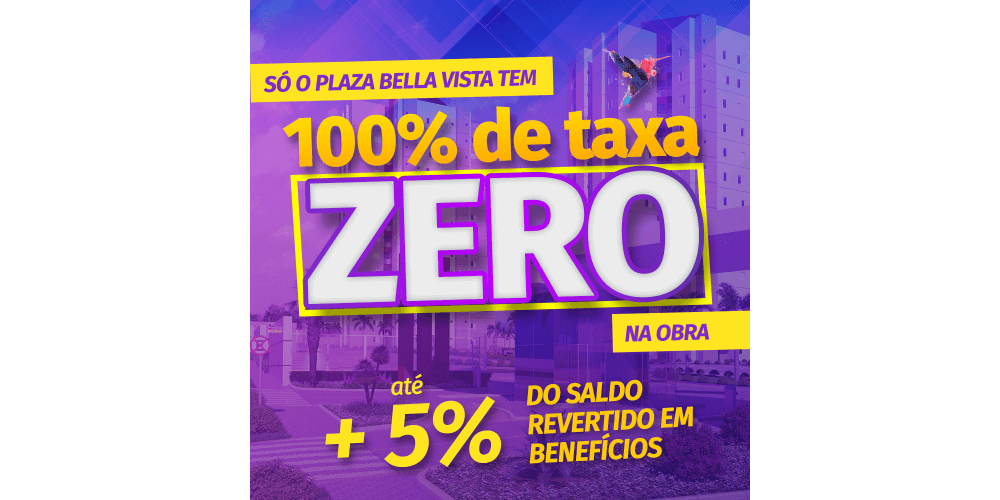 SÓ O PLAZA BELLA VISTA TEM
100% de taxa
ZERO
NA OBRA
até
+ 5%
DO SALDO
REVERTIDO EM
BENEFÍCIOS